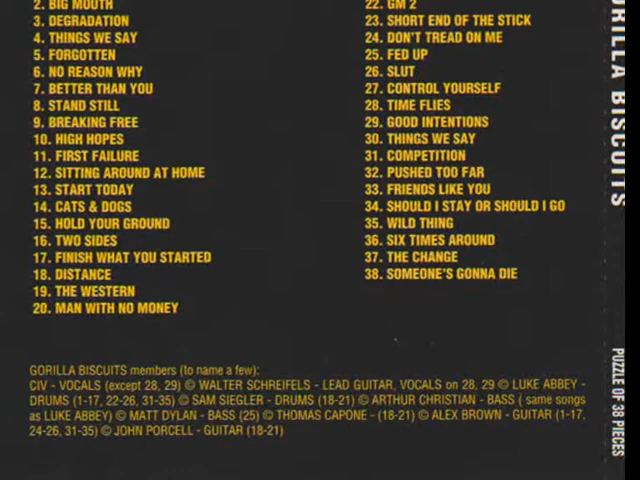 2. BIG MOUTH
3. DEGRADATION
4. THINGS WE SAY
5. FORGOTTEN
6. NO REASON WHY
7. BETTER THAN YOU
8. STAND STILL
9. BREAKING FREE
10. HIGH HOPES
11. FIRST FAILURE
12. SITTING AROUND AT HOME
13. START TODAY
14. CATS & DOGS
15. HOLD YOUR GROUND
16. TWO SIDES
17. FINISH WHAT YOU STARTED
18. DISTANCE
19. THE WESTERN
20. MAN WITH NO MONEY
22. GM 2
23. SHORT END OF THE STICK
24. DON'T TREAD ON ME
25. FED UP
26. SLUT
27. CONTROL YOURSELF
28. TIME FLIES
29. GOOD INTENTIONS
30. THINGS WE SAY
31. COMPETITION
32. PUSHED TOO FAR
33. FRIENDS LIKE YOU
34. SHOULD I STAY OR SHOULD I GO
35. WILD THING
36. SIX TIMES AROUND
37. THE CHANGE
38. SOMEONE'S GONNA DIE
GORILLA BISCUITS members (to name a few):
CIV - VOCALS (except 28, 29) © WALTER SCHREIFELS - LEAD GUITAR, VOCALS on 28, 29 © LUKE ABBEY -
DRUMS (1-17, 22-26, 31-35) © SAM SIEGLER - DRUMS (18-21) © ARTHUR CHRISTIAN - BASS ( same songs
as LUKE ABBEY) © MATT DYLAN - BASS (25) © THOMAS CAPONE - (18-21) © ALEX BROWN - GUITAR (1-17,
24-26, 31-35) © JOHN PORCELL - GUITAR (18-21)
ORILLA BISCUITS
PUZZLE OF 38 PIECES